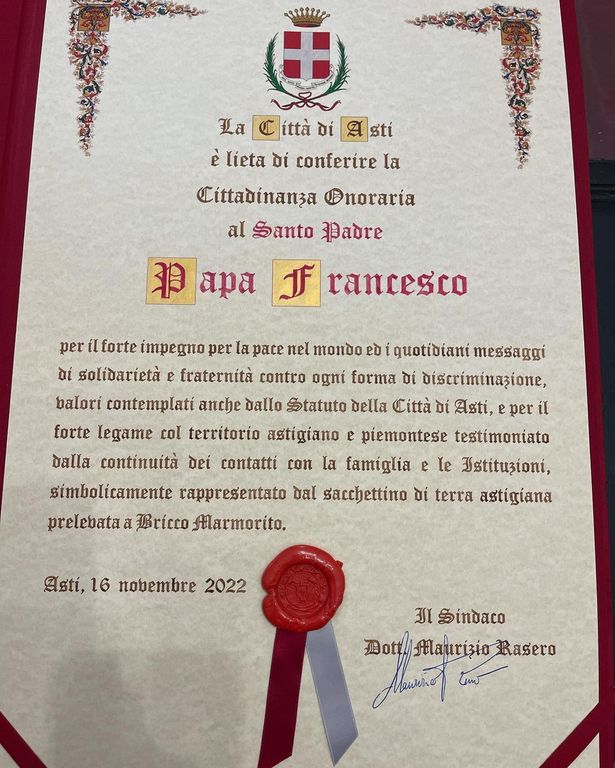 La Città di Asti
è lieta di conferire la
Cittadinanza Onoraria
al Santo Padre
Papa Francesco
per il forte impegno per la pace nel mondo ed i quotidiani messaggi
di solidarietà e fraternità contro ogni forma di discriminazione,
valori contemplati anche dallo Statuto della Città di Asti, e per il
forte legame col territorio astigiano e piemontese testimoniato
dalla continuità dei contatti con la famiglia e le Istituzioni,
simbolicamente rappresentato dal sacchettino di terra astigiana
prelevata a Bricco Marmorito.
Asti, 16 novembre 2022
Il Sindaco
Dott. Maurizio Rasero